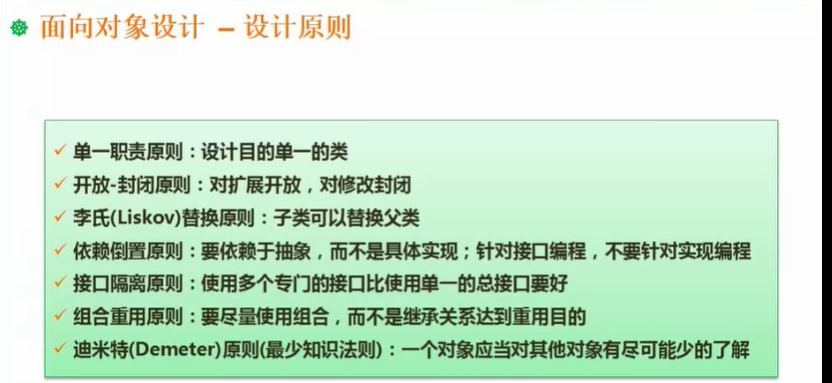 面向对象设计 – 设计原则
单一职责原则：设计目的单一的类
开放-封闭原则：对扩展开放，对修改封闭
李氏(Liskov)替换原则：子类可以替换父类
依赖倒置原则：要依赖于抽象，而不是具体实现；针对接口编程，不要针对实现编程
接口隔离原则：使用多个专门的接口比使用单一的总接口要好
组合重用原则：要尽量使用组合，而不是继承关系达到重用目的
迪米特(Demeter)原则(最少知识法则)：一个对象应当对其他对象有尽可能少的了解